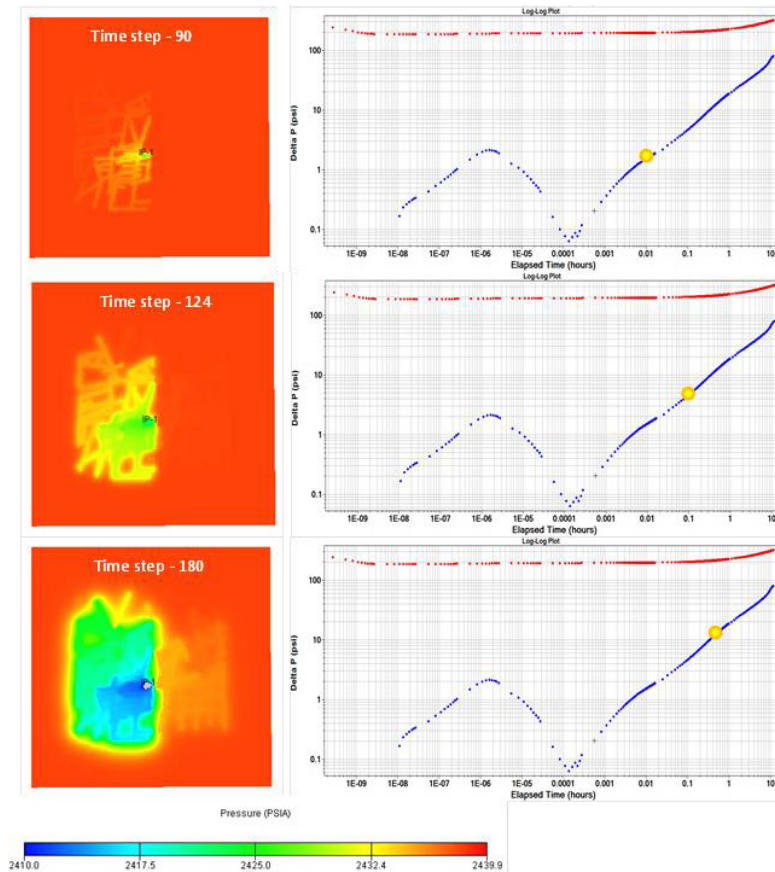 Time step - 90
IP-1
Log-Log Plot
Delta P (psi)
100
10
1
0.1
1E-09 1E-08 1E-07 1E-06 1E-05 0.0001 0.001 0.01 0.1 1 10
Elapsed Time (hours)
Time step - 124
IP-1
Log-Log Plot
Delta P (psi)
100
10
1
0.1
1E-09 1E-08 1E-07 1E-06 1E-05 0.0001 0.001 0.01 0.1 1 10
Elapsed Time (hours)
Time step - 180
IP-1
Log-Log Plot
Delta P (psi)
100
10
1
0.1
1E-09 1E-08 1E-07 1E-06 1E-05 0.0001 0.001 0.01 0.1 1 10
Elapsed Time (hours)
Pressure (PSIA)
2410.0 2417.5 2425.0 2432.4 2439.9